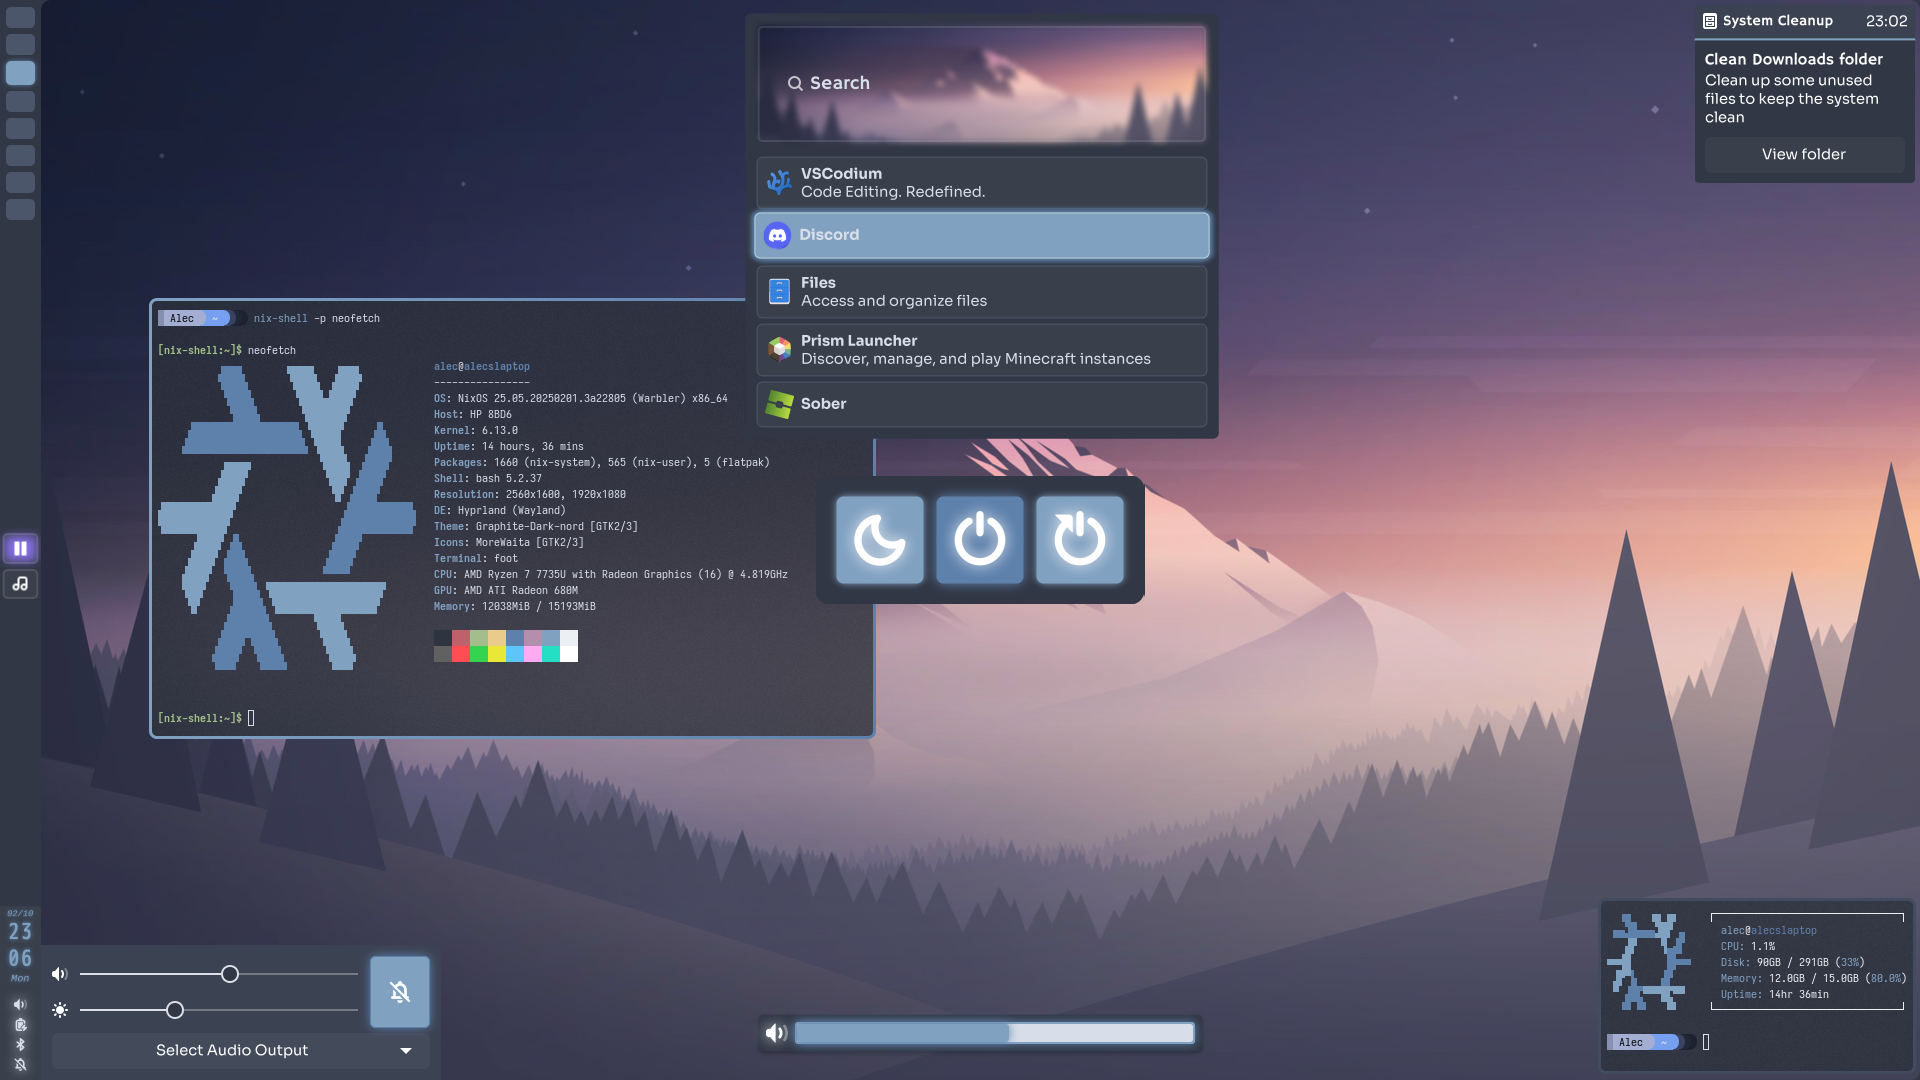 Search
VSCodium
Code Editing. Redefined.
Discord
Files
Access and organize files
Prism Launcher
Discover, manage, and play Minecraft instances
Sober
System Cleanup 23:02
Clean Downloads folder
Clean up some unused
files to keep the system
clean
View folder
Alec ~ nix-shell -p neofetch
[nix-shell:~]$ neofetch
alec@alecslaptop
----------------
OS: NixOS 25.05.20250201.3a22805 (Warbler) x86_64
Host: HP 8BD6
Kernel: 6.13.0
Uptime: 14 hours, 36 mins
Packages: 1660 (nix-system), 565 (nix-user), 5 (flatpak)
Shell: bash 5.2.37
Resolution: 2560x1600, 1920x1080
DE: Hyprland (Wayland)
Theme: Graphite-Dark-nord [GTK2/3]
Icons: MoreWaita [GTK2/3]
Terminal: foot
CPU: AMD Ryzen 7 7735U with Radeon Graphics (16) @ 4.819GHz
GPU: AMD ATI Radeon 680M
Memory: 12038MiB / 15193MiB
[nix-shell:~]$
02/10
23
06
Mon
Select Audio Output
alec@alecslaptop
CPU: 1.1%
Disk: 90GB / 291GB (33%)
Memory: 12.0GB / 15.0GB (80.0%)
Uptime: 14hr 36min
Alec ~